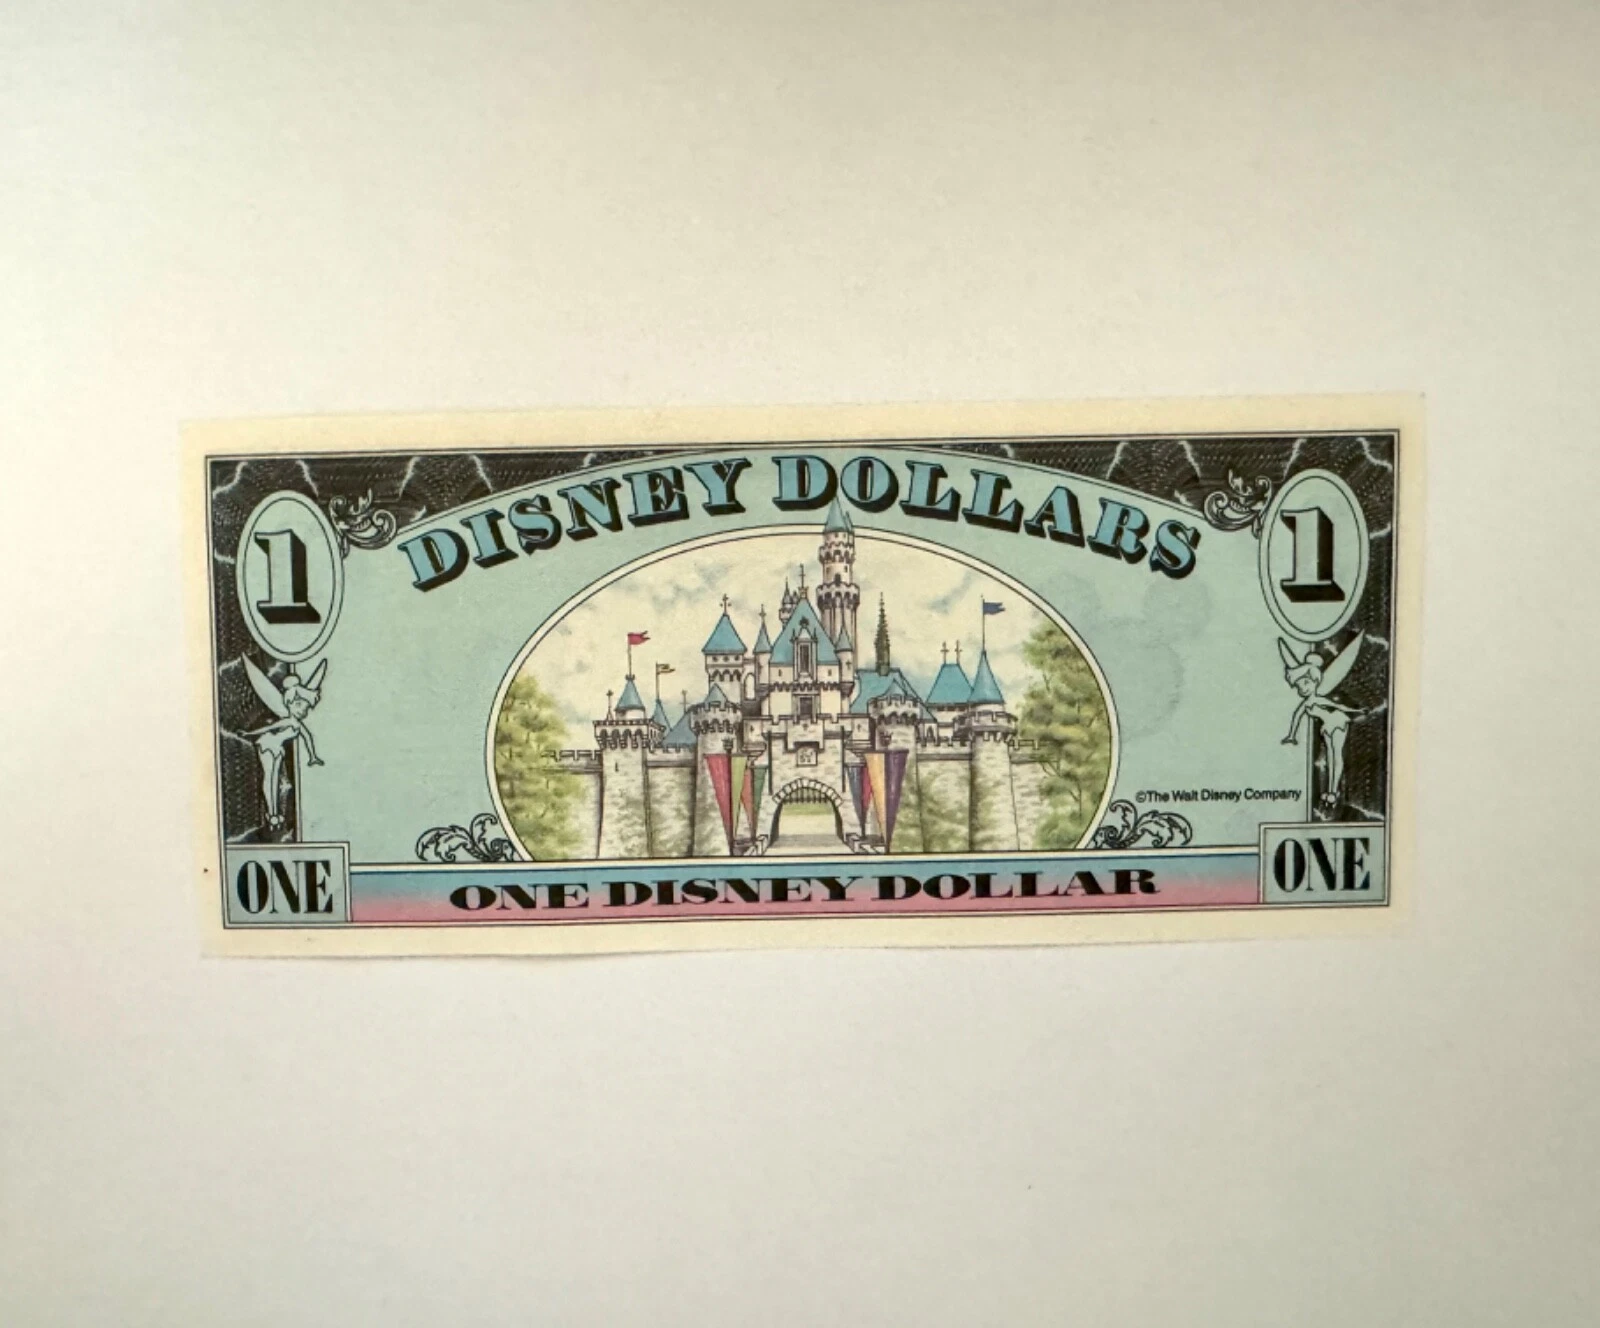 DISNEY DOLLARS
1
1
©The Walt Disney Company
ONE
ONE DISNEY DOLLAR
ONE